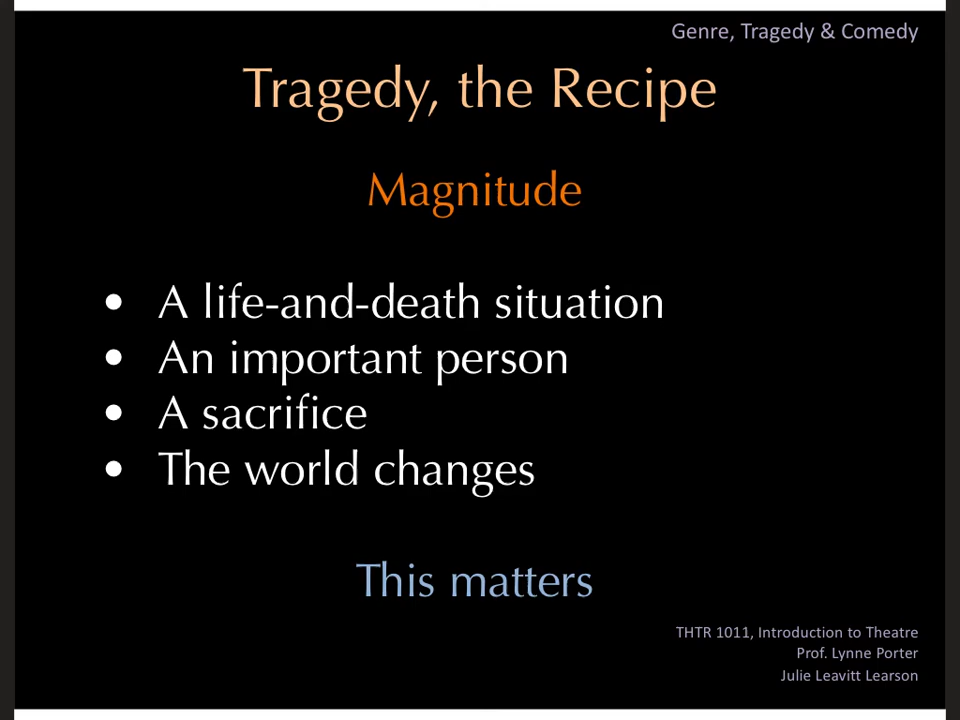 Genre, Tragedy & Comedy
Tragedy, the Recipe
Magnitude
• A life-and-death situation
• An important person
• A sacrifice
• The world changes
This matters
THTR 1011, Introduction to Theatre
Prof. Lynne Porter
Julie Leavitt Learson